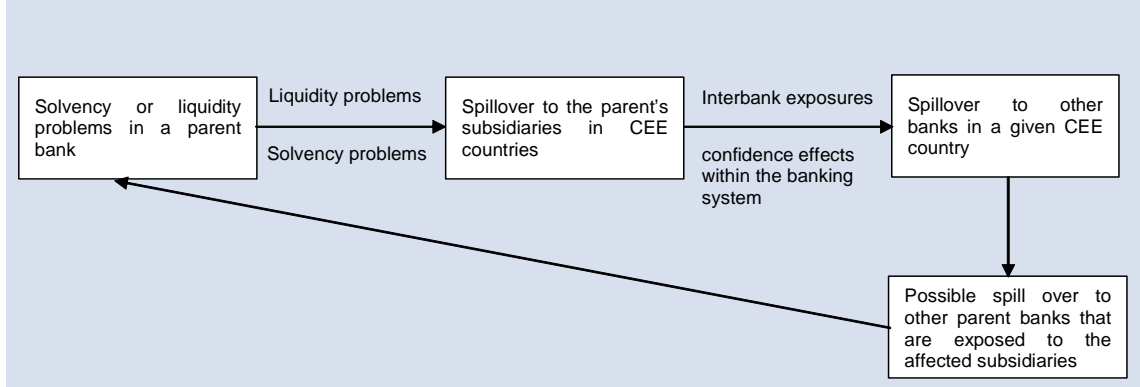 Solvency or liquidity
problems in a parent
bank
Liquidity problems
Solvency problems
Spillover to the parent's
subsidiaries in CEE
countries
Interbank exposures
confidence effects
within the banking
system
Spillover to other
banks in a given CEE
country
Possible spill over to
other parent banks that
are exposed to the
affected subsidiaries